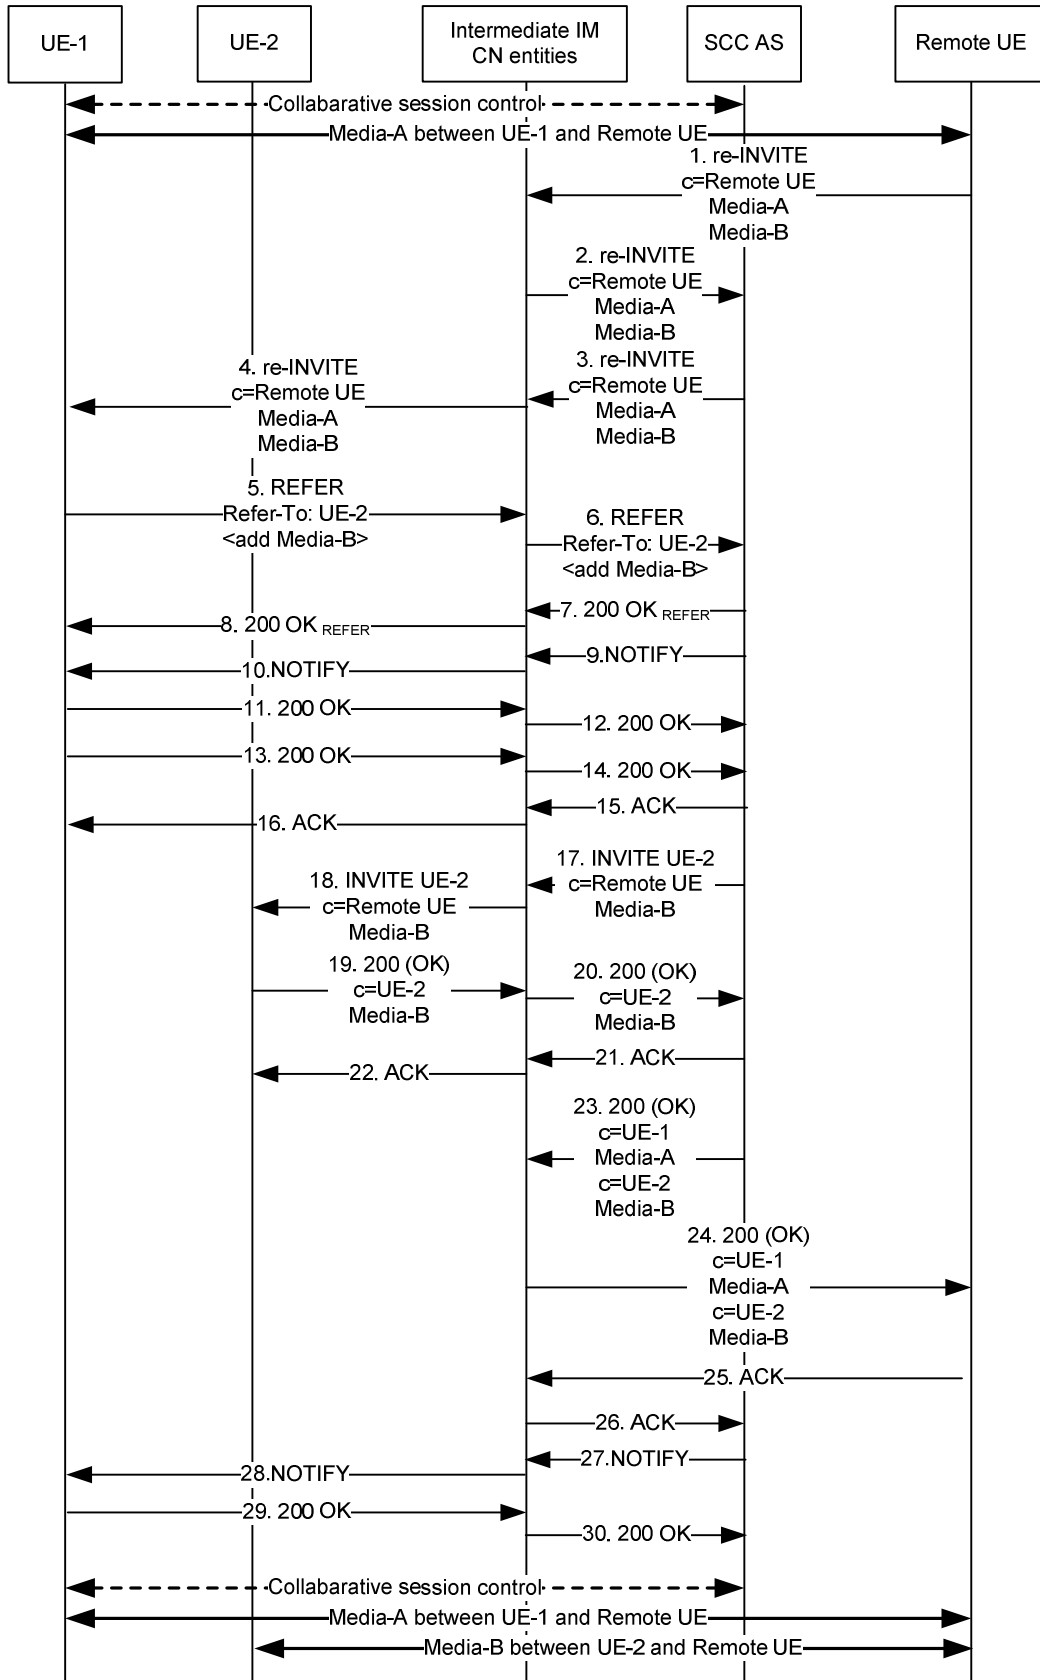 UE-1
UE-2
Intermediate IM
CN entities
SCC AS
Remote UE
Collabarative session control
Media-A between UE-1 and Remote UE
1. re-INVITE
c=Remote UE
Media-A
Media-B
2. re-INVITE
c=Remote UE
Media-A
Media-B
3. re-INVITE
c=Remote UE
Media-A
Media-B
4. re-INVITE
c=Remote UE
Media-A
Media-B
5. REFER
Refer-To: UE-2
<add Media-B>
6. REFER
Refer-To: UE-2
<add Media-B>
7. 200 OK REFER
8. 200 OK REFER
9.NOTIFY
10.NOTIFY
11. 200 OK
12. 200 OK
13. 200 OK
14. 200 OK
15. ACK
16. ACK
17. INVITE UE-2
c=Remote UE
Media-B
18. INVITE UE-2
c=Remote UE
Media-B
19. 200 (OK)
c=UE-2
Media-B
20. 200 (OK)
c=UE-2
Media-B
21. ACK
22. ACK
23. 200 (OK)
c=UE-1
Media-A
c=UE-2
Media-B
24. 200 (OK)
c=UE-1
Media-A
c=UE-2
Media-B
25. ACK
26. ACK
27.NOTIFY
28.NOTIFY
29. 200 OK
30. 200 OK
Collabarative session control
Media-A between UE-1 and Remote UE
Media-B between UE-2 and Remote UE